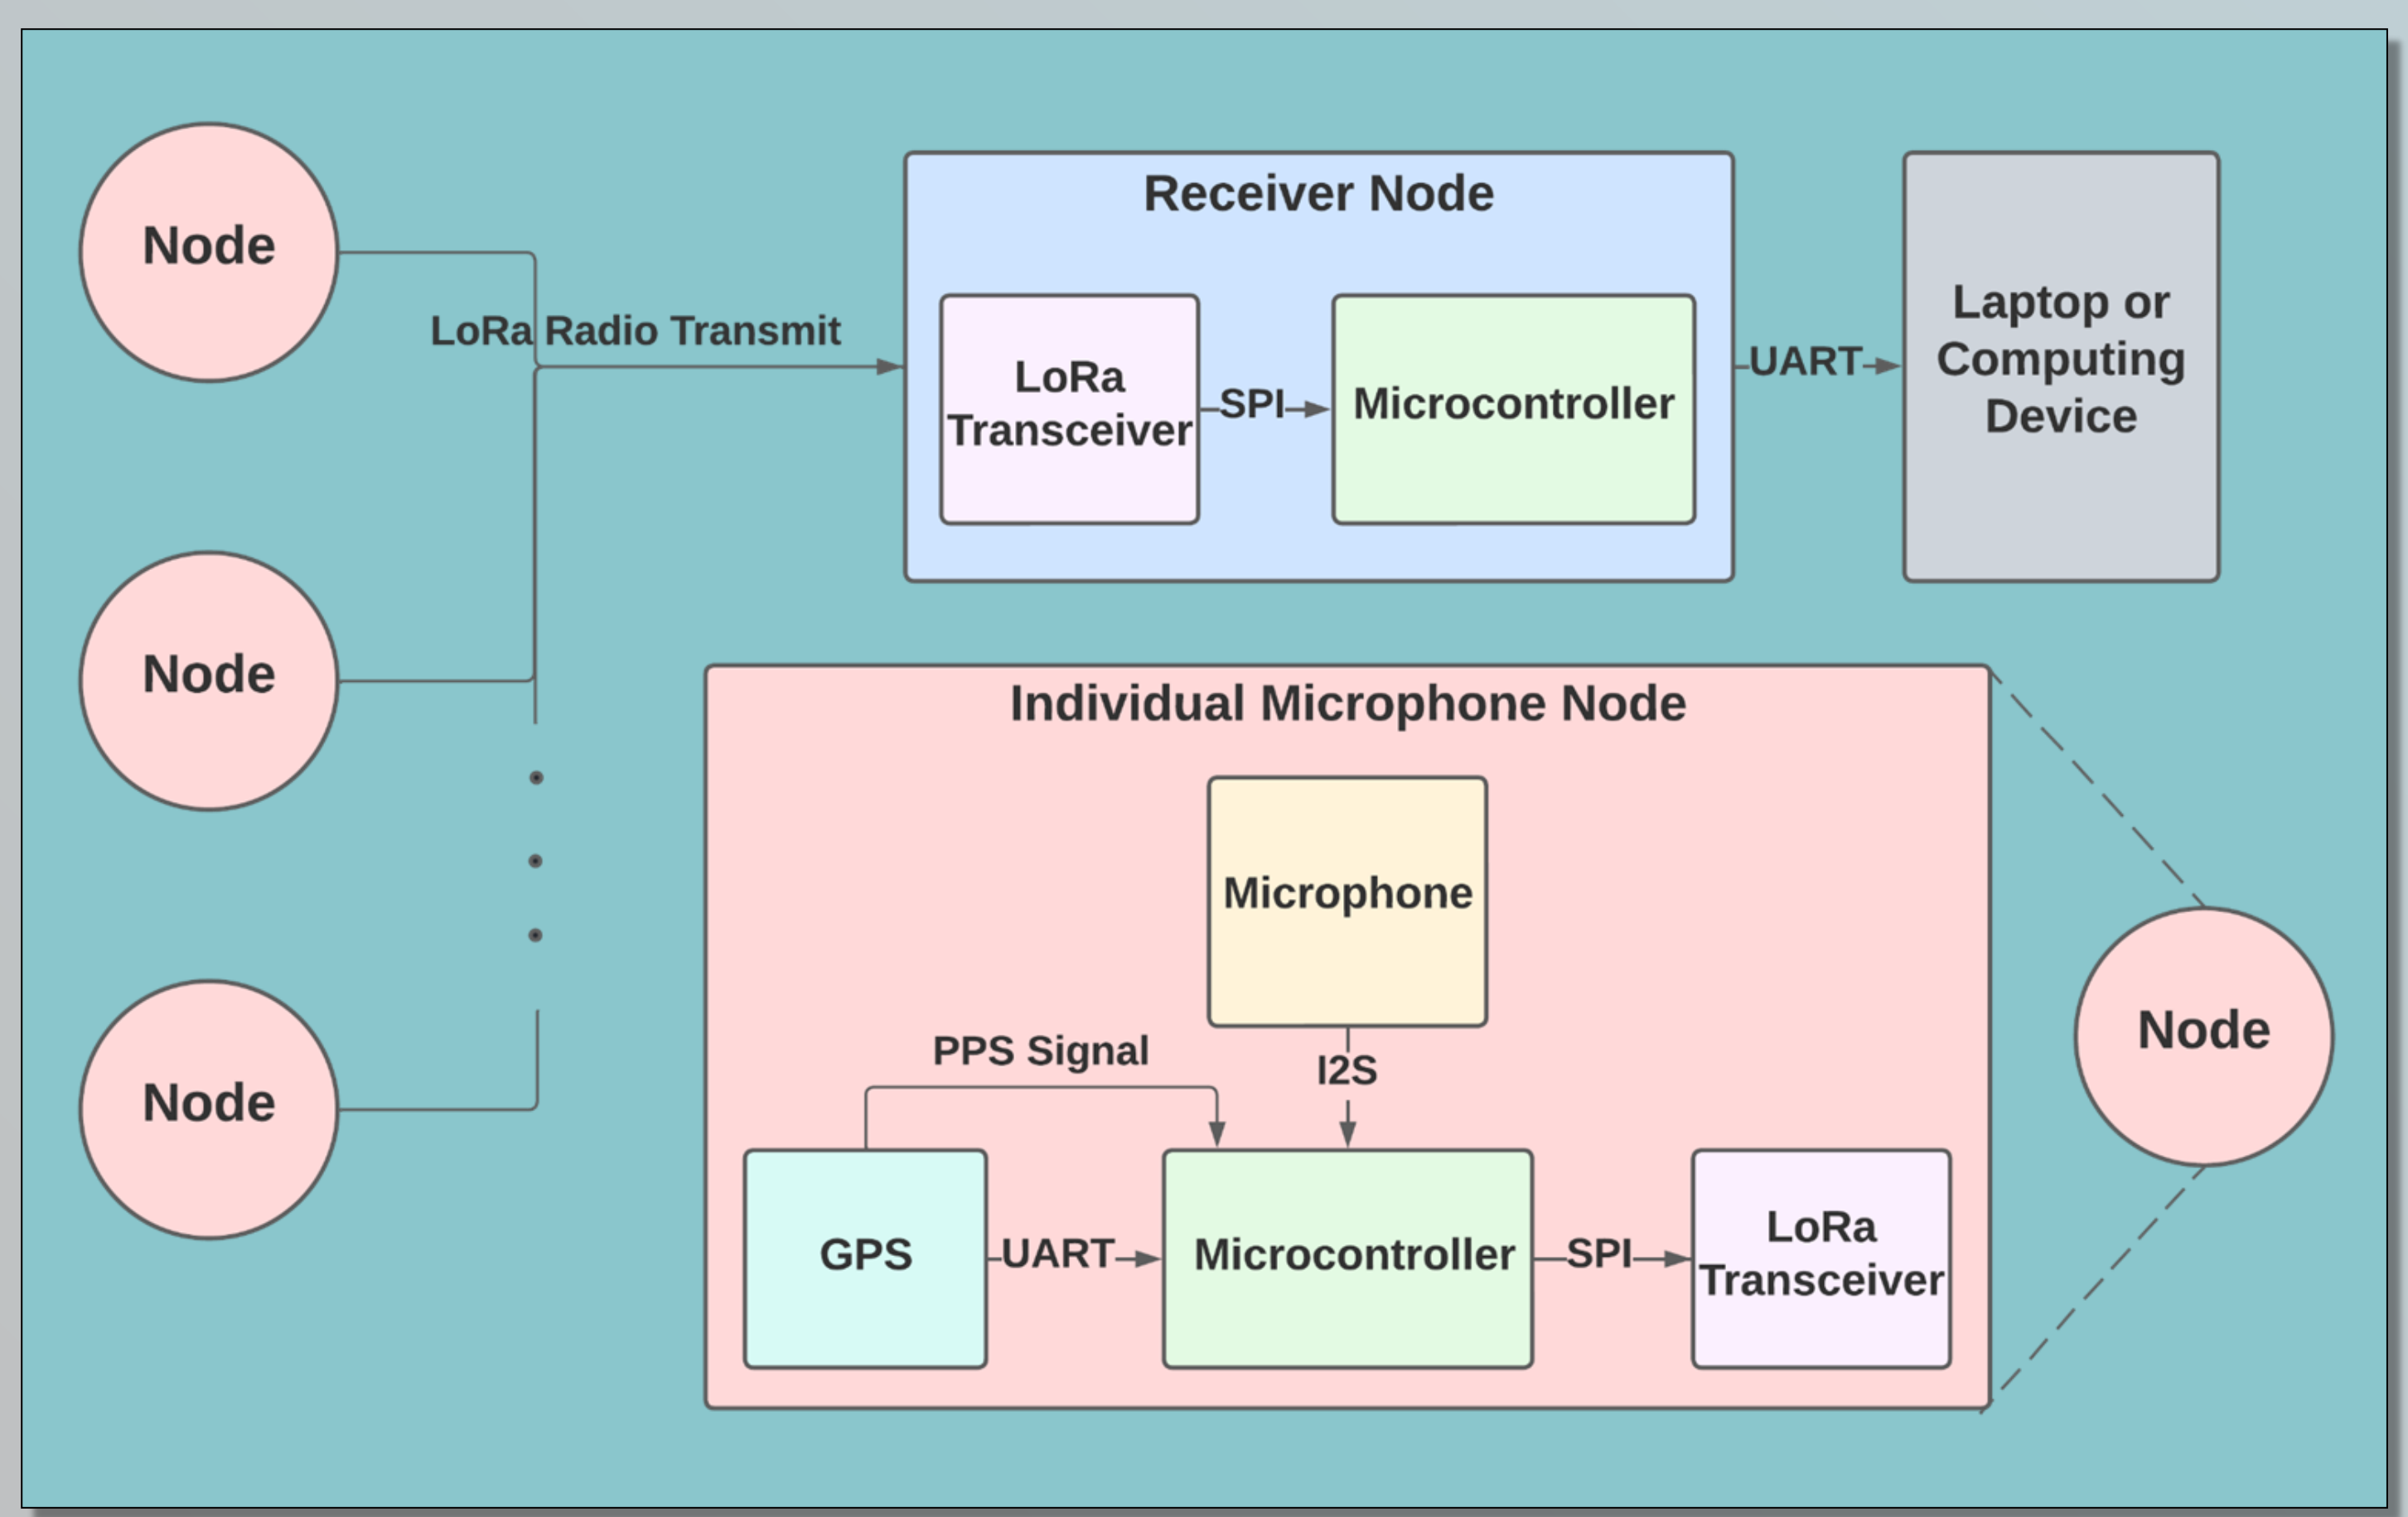 Node
LoRa Radio Transmit
Receiver Node
LoRa
Transceiver
SPI
Microcontroller
UART
Laptop or
Computing
Device
Node
Node
Individual Microphone Node
Microphone
I2S
PPS Signal
GPS
UART
Microcontroller
SPI
LoRa
Transceiver
Node